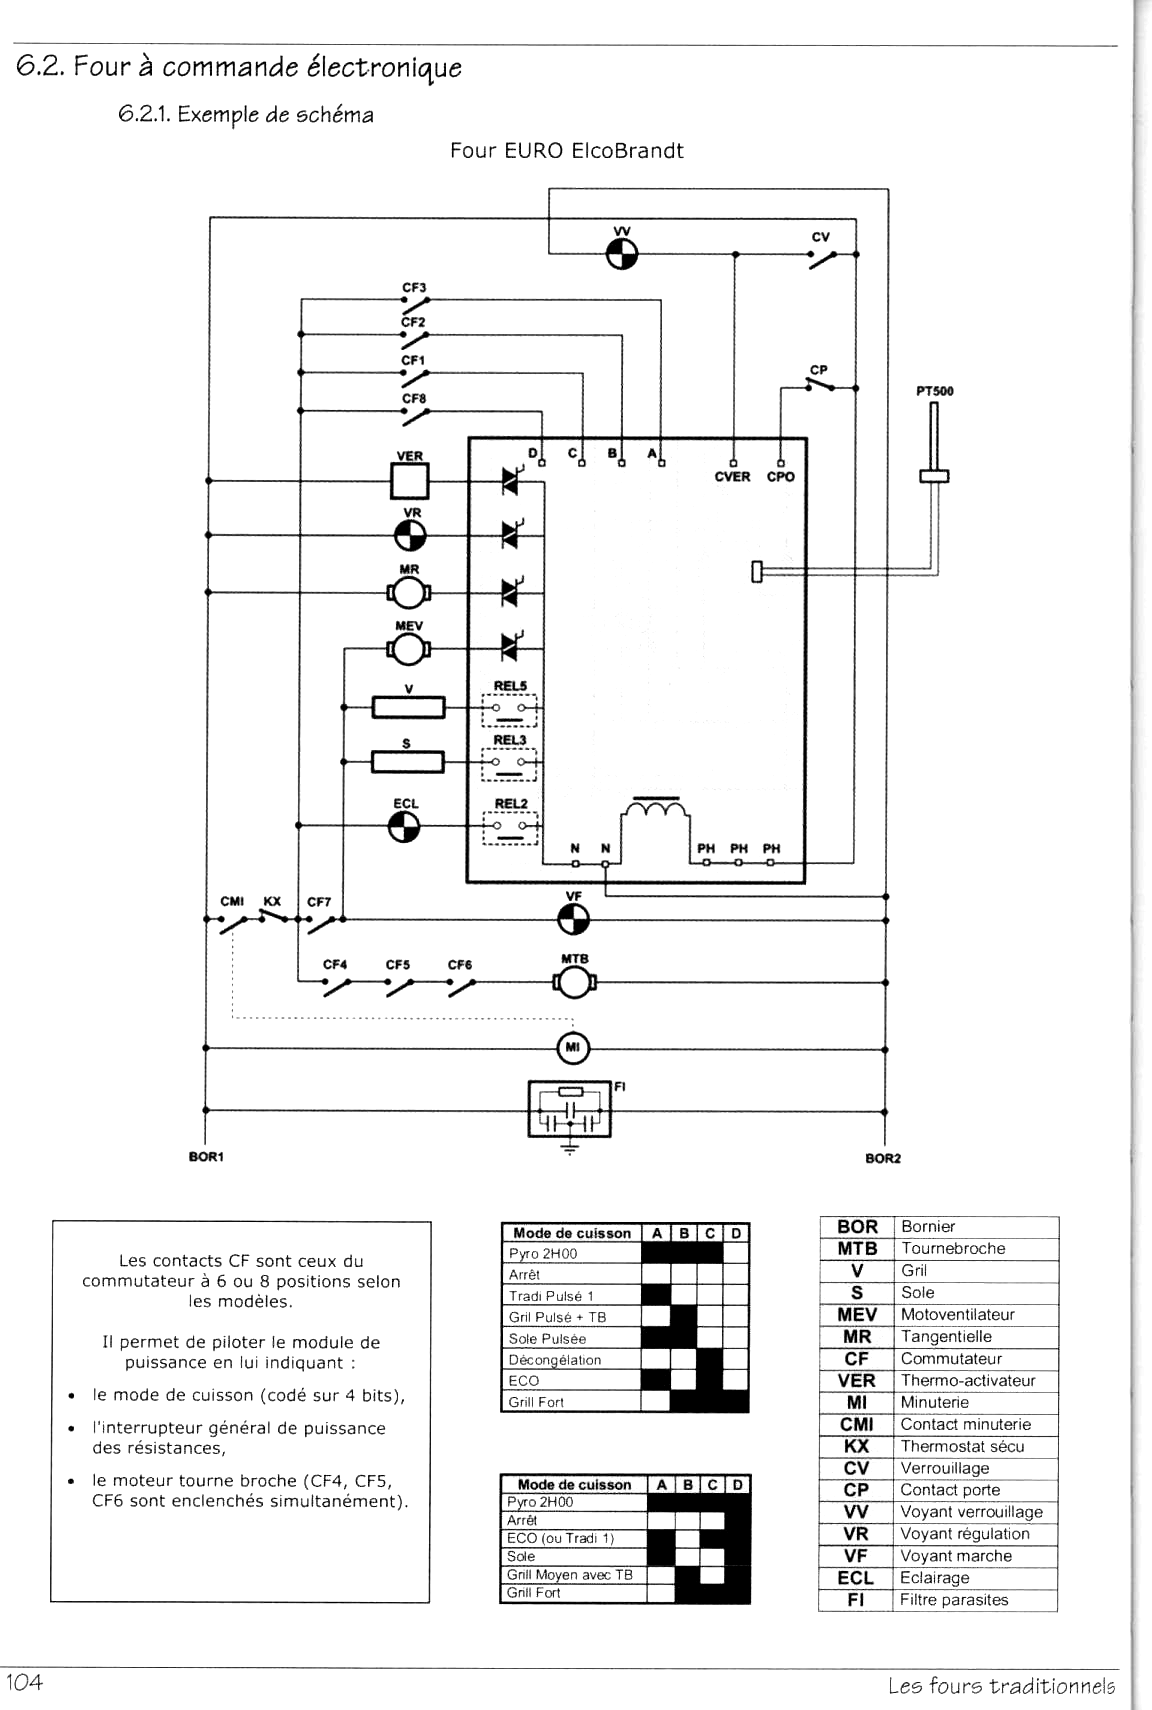 6.2. Four à commande électronique
6.2.1. Exemple de schéma
Four EURO ElcoBrandt
VV
CV
CF3
CF2
CF1
CF8
CP
PT500
D
C
B
A
CVER
CPO
VER
VR
MR
MEV
V
REL5
S
REL3
ECL
REL2
N
N
PH
PH
PH
CMI
KX
CF7
VF
CF4
CF5
CF6
MTB
MI
FI
BOR1
BOR2
Les contacts CF sont ceux du
commutateur à 6 ou 8 positions selon
les modèles.
Il permet de piloter le module de
puissance en lui indiquant :
• le mode de cuisson (codé sur 4 bits),
• l'interrupteur général de puissance
des résistances,
• le moteur tourne broche (CF4, CF5,
CF6 sont enclenchés simultanément).
Mode de cuisson A B C D
Pyro 2H00
Arrêt
Tradi Pulsé 1
Gril Pulsé + TB
Sole Pulsée
Décongélation
ECO
Grill Fort
Mode de cuisson A B C D
Pyro 2H00
Arrêt
ECO (ou Tradi 1)
Sole
Grill Moyen avec TB
Grill Fort
BOR Bornier
MTB Tournebroche
V Gril
S Sole
MEV Motoventilateur
MR Tangentielle
CF Commutateur
VER Thermo-activateur
MI Minuterie
CMI Contact minuterie
KX Thermostat sécu
CV Verrouillage
CP Contact porte
VV Voyant verrouillage
VR Voyant régulation
VF Voyant marche
ECL Eclairage
FI Filtre parasites
104
Les fours traditionnels